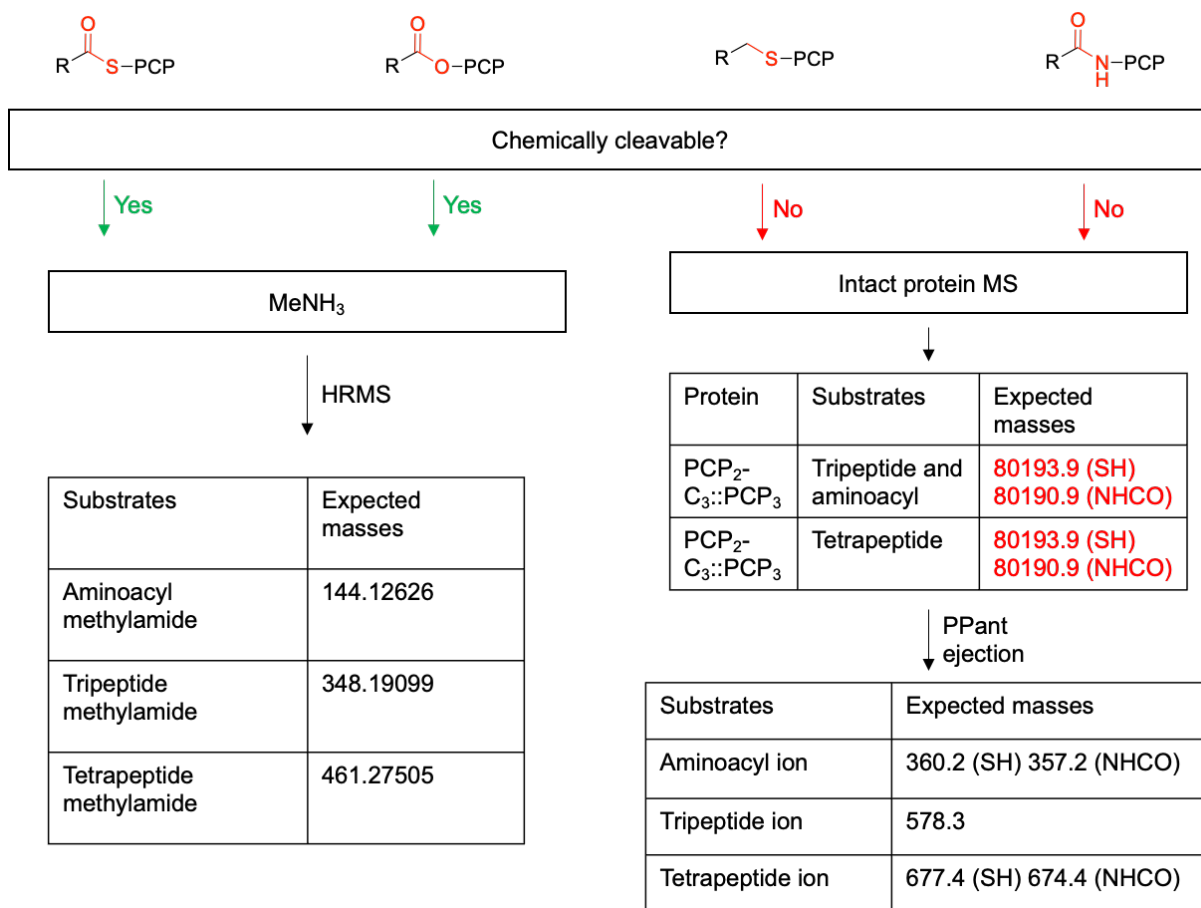 O O O
R S–PCP R O–PCP R S–PCP R N–PCP
H
Chemically cleavable?
Yes Yes No No
MeNH₃
Intact protein MS
HRMS
Protein Substrates Expected
masses
PCP₂- Tripeptide and 80193.9 (SH)
C₃::PCP₃ aminoacyl 80190.9 (NHCO)
PCP₂- Tetrapeptide 80193.9 (SH)
C₃::PCP₃ 80190.9 (NHCO)
Substrates Expected
masses
Aminoacyl 144.12626
methylamide
Tripeptide 348.19099
methylamide
Tetrapeptide 461.27505
methylamide
PPant
ejection
Substrates Expected masses
Aminoacyl ion 360.2 (SH) 357.2 (NHCO)
Tripeptide ion 578.3
Tetrapeptide ion 677.4 (SH) 674.4 (NHCO)